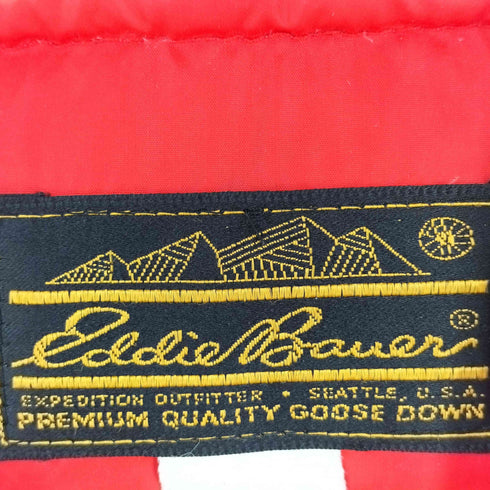 Eddie Bauer®
EXPEDITION OUTFITTER • SEATTLE, U.S.A.
PREMIUM QUALITY GOOSE DOWN